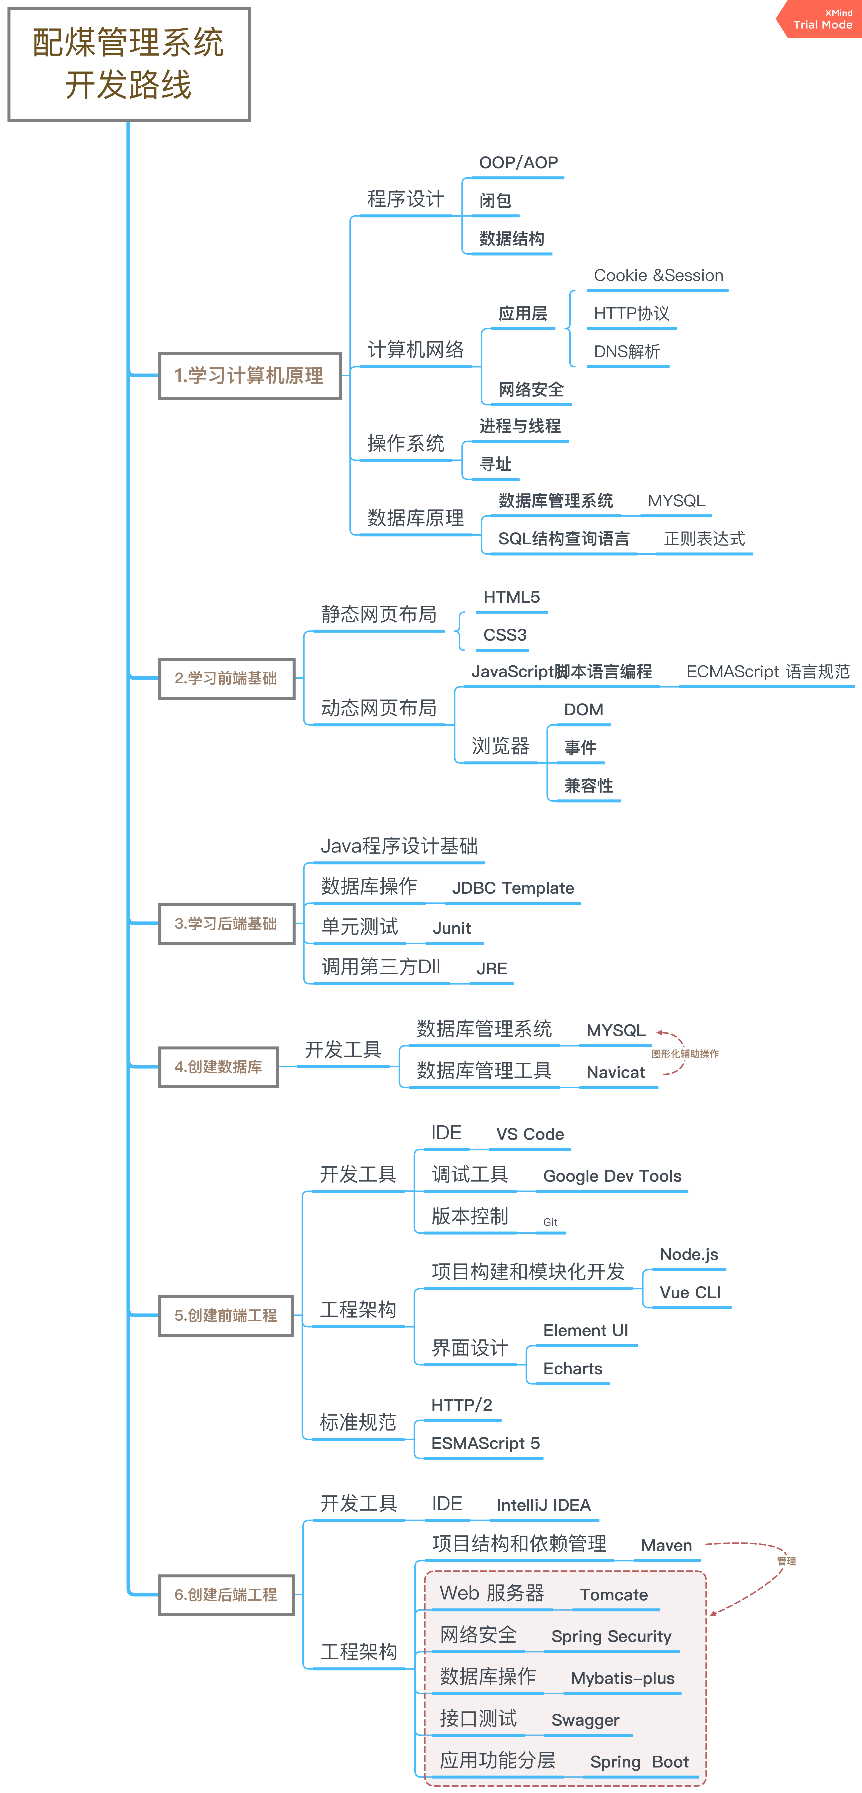 配煤管理系统
开发路线
XMind
Trial Mode
1.学习计算机原理
程序设计
OOP/AOP
闭包
数据结构
计算机网络
应用层
Cookie &Session
HTTP协议
DNS解析
网络安全
操作系统
进程与线程
寻址
数据库原理
数据库管理系统
MYSQL
SQL结构查询语言
正则表达式
2.学习前端基础
静态网页布局
HTML5
CSS3
动态网页布局
JavaScript脚本语言编程
ECMAScript 语言规范
浏览器
DOM
事件
兼容性
3.学习后端基础
Java程序设计基础
数据库操作
JDBC Template
单元测试
Junit
调用第三方Dll
JRE
4.创建数据库
开发工具
数据库管理系统
MYSQL
图形化辅助操作
数据库管理工具
Navicat
5.创建前端工程
开发工具
IDE
VS Code
调试工具
Google Dev Tools
版本控制
Git
工程架构
项目构建和模块化开发
Node.js
Vue CLI
界面设计
Element UI
Echarts
标准规范
HTTP/2
ESMAScript 5
6.创建后端工程
开发工具
IDE
IntelliJ IDEA
工程架构
项目结构和依赖管理
Maven
管理
Web 服务器
Tomcate
网络安全
Spring Security
数据库操作
Mybatis-plus
接口测试
Swagger
应用功能分层
Spring Boot